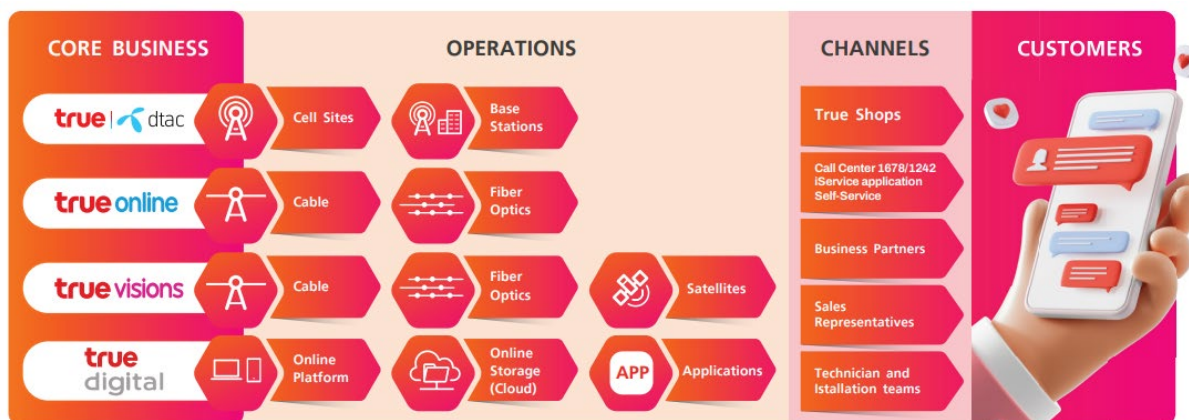 CORE BUSINESS
OPERATIONS
CHANNELS
CUSTOMERS
true | dtac
Cell Sites
Base
Stations
true online
Cable
Fiber
Optics
true visions
Cable
Fiber
Optics
Satellites
true
digital
Online
Platform
Online
Storage
(Cloud)
APP
Applications
True Shops
Call Center 1678/1242
iService application
Self-Service
Business Partners
Sales
Representatives
Technician and
Istallation teams